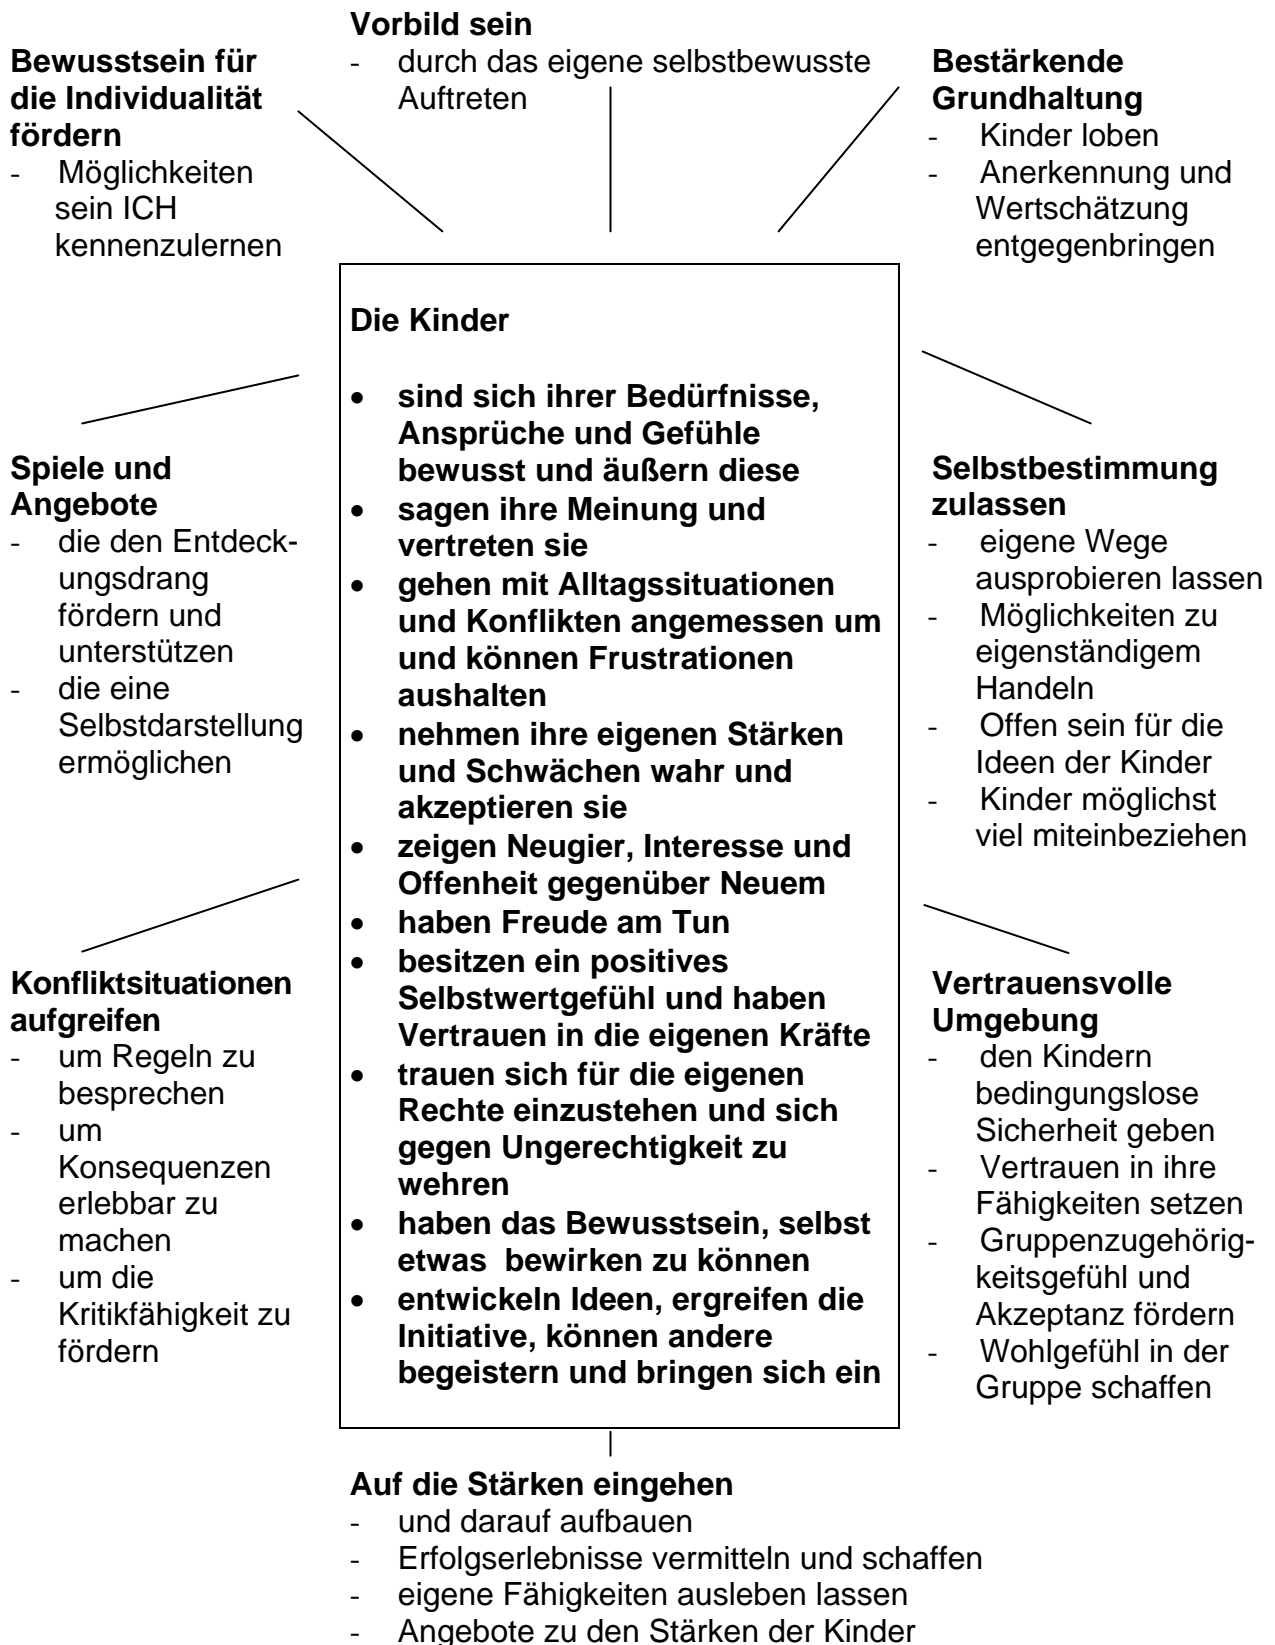 Vorbild sein
- durch das eigene selbstbewusste
Auftreten
Bewusstsein für
die Individualität
fördern
- Möglichkeiten
sein ICH
kennenzulernen
Bestärkende
Grundhaltung
- Kinder loben
- Anerkennung und
Wertschätzung
entgegenbringen
Die Kinder
• sind sich ihrer Bedürfnisse,
Ansprüche und Gefühle
bewusst und äußern diese
• sagen ihre Meinung und
vertreten sie
• gehen mit Alltagssituationen
und Konflikten angemessen um
und können Frustrationen
aushalten
• nehmen ihre eigenen Stärken
und Schwächen wahr und
akzeptieren sie
• zeigen Neugier, Interesse und
Offenheit gegenüber Neuem
• haben Freude am Tun
• besitzen ein positives
Selbstwertgefühl und haben
Vertrauen in die eigenen Kräfte
• trauen sich für die eigenen
Rechte einzustehen und sich
gegen Ungerechtigkeit zu
wehren
• haben das Bewusstsein, selbst
etwas bewirken zu können
• entwickeln Ideen, ergreifen die
Initiative, können andere
begeistern und bringen sich ein
Spiele und
Angebote
- die den Entdeck-
ungsdrang
fördern und
unterstützen
- die eine
Selbstdarstellung
ermöglichen
Selbstbestimmung
zulassen
- eigene Wege
ausprobieren lassen
- Möglichkeiten zu
eigenständigem
Handeln
- Offen sein für die
Ideen der Kinder
- Kinder möglichst
viel miteinbeziehen
Konfliktsituationen
aufgreifen
- um Regeln zu
besprechen
- um
Konsequenzen
erlebbar zu
machen
- um die
Kritikfähigkeit zu
fördern
Vertrauensvolle
Umgebung
- den Kindern
bedingungslose
Sicherheit geben
- Vertrauen in ihre
Fähigkeiten setzen
- Gruppenzugehörig-
keitsgefühl und
Akzeptanz fördern
- Wohlgefühl in der
Gruppe schaffen
Auf die Stärken eingehen
- und darauf aufbauen
- Erfolgserlebnisse vermitteln und schaffen
- eigene Fähigkeiten ausleben lassen
- Angebote zu den Stärken der Kinder